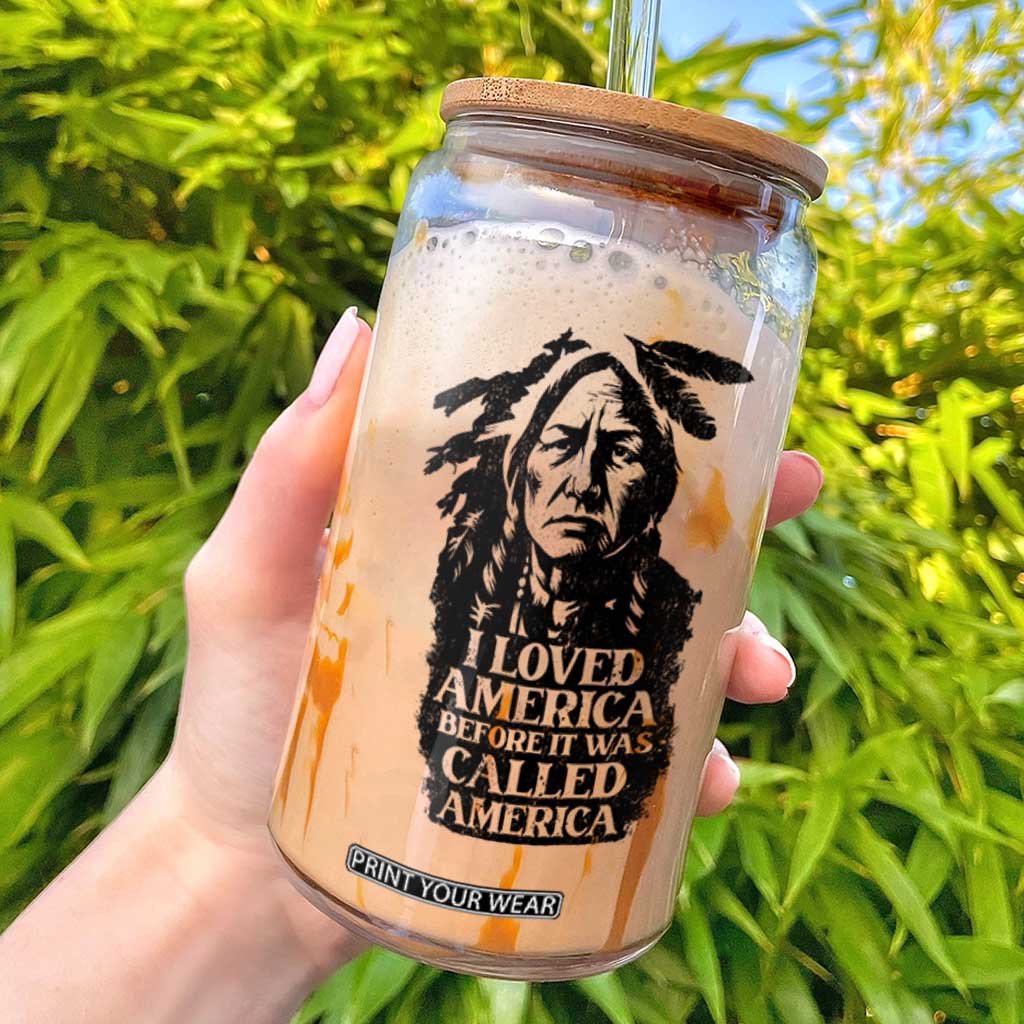 I LOVED
AMERICA
BEFORE IT WAS
CALLED
AMERICA
PRINT YOUR WEAR